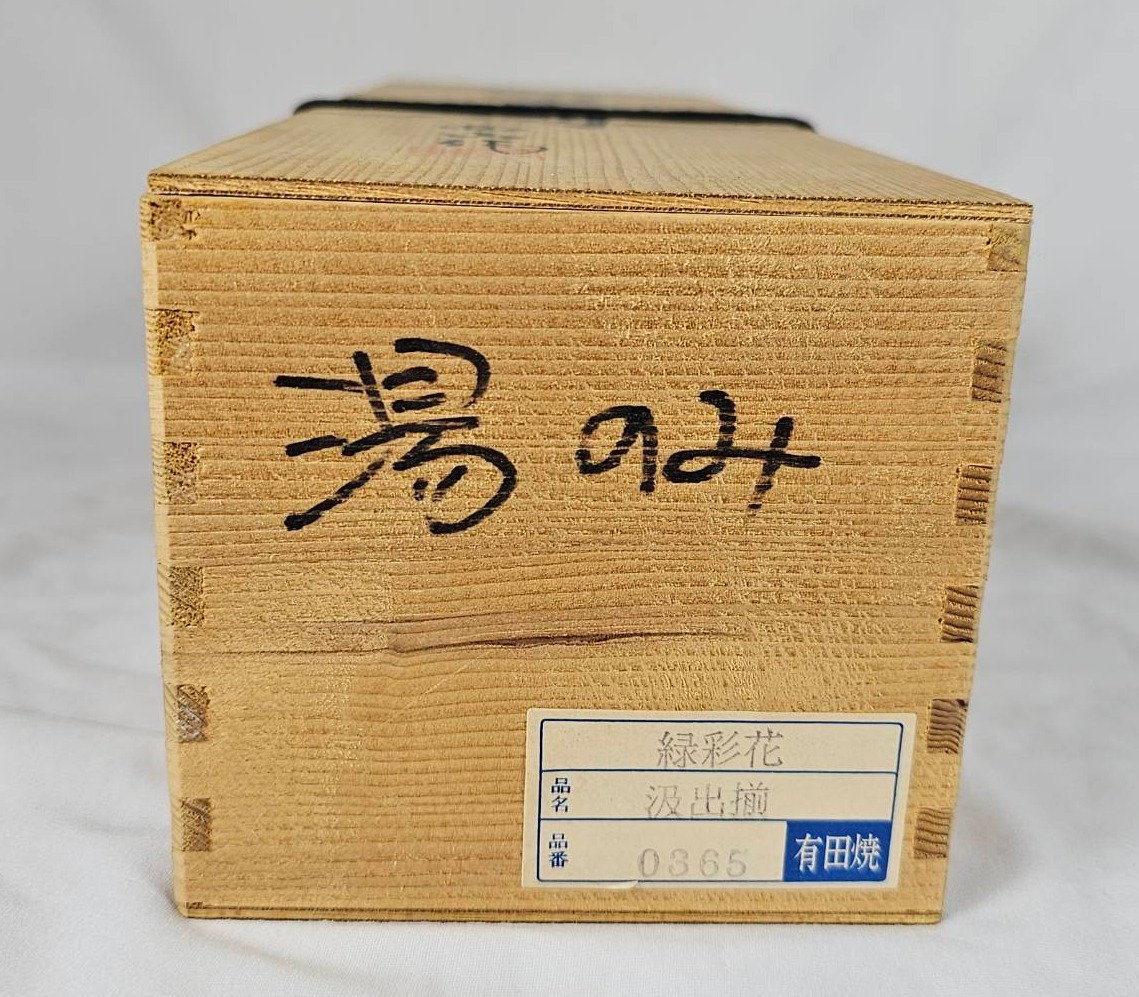 湯のみ
緑彩花
品名 汲出揃
品番 0365 有田焼